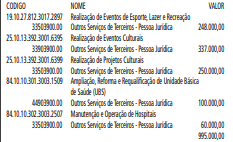 CODIGO NOME VALOR
19.10.27.812.3017.2897 Realização de Eventos de Esporte, Lazer e Recreação
33503900.00 Outros Serviços de Terceiros - Pessoa Jurídica 248.000,00
25.10.13.392.3001.6395 Realização de Eventos Culturais
33903900.00 Outros Serviços de Terceiros - Pessoa Jurídica 337.000,00
25.10.13.392.3001.6399 Realização de Projetos Culturais
33503900.00 Outros Serviços de Terceiros - Pessoa Jurídica 250.000,00
84.10.10.301.3003.1509 Ampliação, Reforma e Requalificação de Unidade Básica
de Saúde (UBS)
44903900.00 Outros Serviços de Terceiros - Pessoa Jurídica 100.000,00
84.10.10.302.3003.2507 Manutenção e Operação de Hospitais
33503900.00 Outros Serviços de Terceiros - Pessoa Jurídica 60.000,00
995.000,00